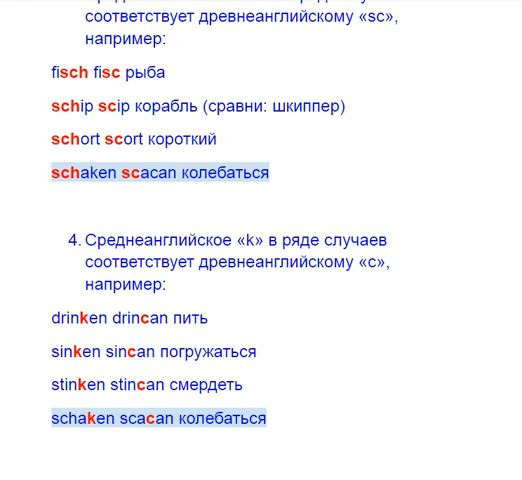 соответствует древнеанглийскому «sc»,
например:
fisch fisc рыба
schip scip корабль (сравни: шкиппер)
schort scort короткий
schaken scacan колебаться
4. Среднеанглийское «k» в ряде случаев
соответствует древнеанглийскому «c»,
например:
drinken drincan пить
sinken sincan погружаться
stinken stincan смердеть
schaken scacan колебаться